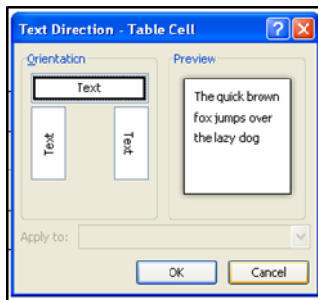 Text Direction - Table Cell
Orientation
Preview
Text
Text
Text
The quick brown
fox jumps over
the lazy dog
Apply to:
OK
Cancel